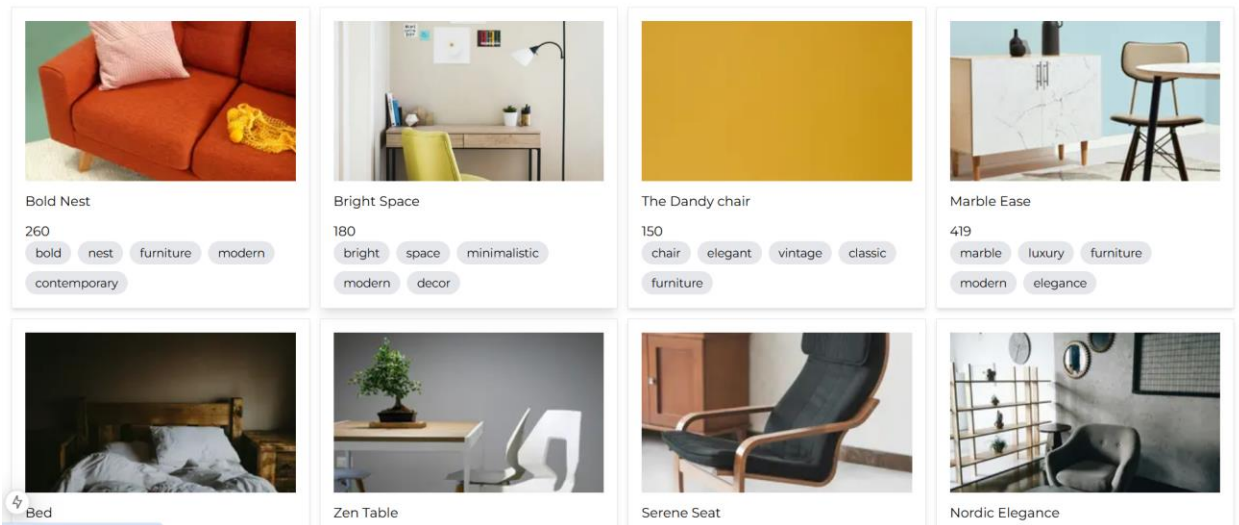 Bold Nest
260
bold nest furniture modern
contemporary
Bright Space
180
bright space minimalistic
modern decor
The Dandy chair
150
chair elegant vintage classic
furniture
Marble Ease
419
marble luxury furniture
modern elegance
Bed
Zen Table
Serene Seat
Nordic Elegance